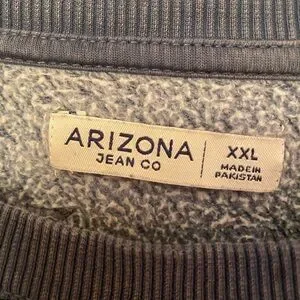 ARIZONA
JEAN CO
XXL
MADE IN
PAKISTAN